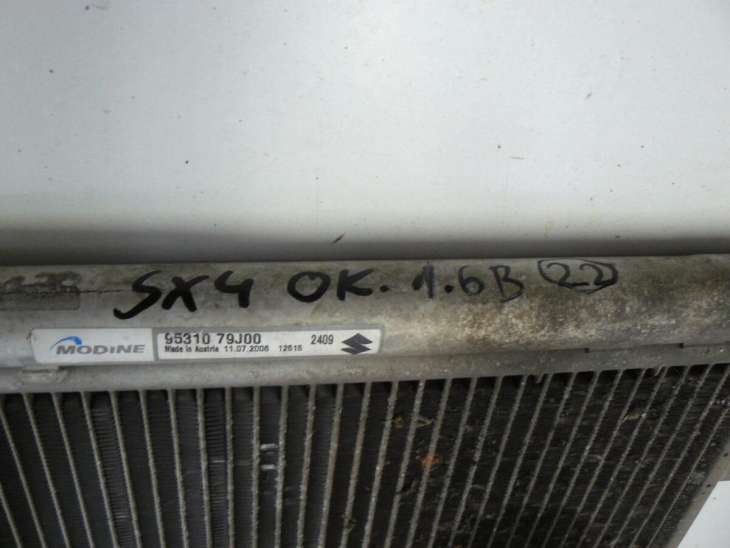 SX4 OK. 1.6B 22
MODINE 95310 79J00 2409
Made in Austria 11.07.2006 12615